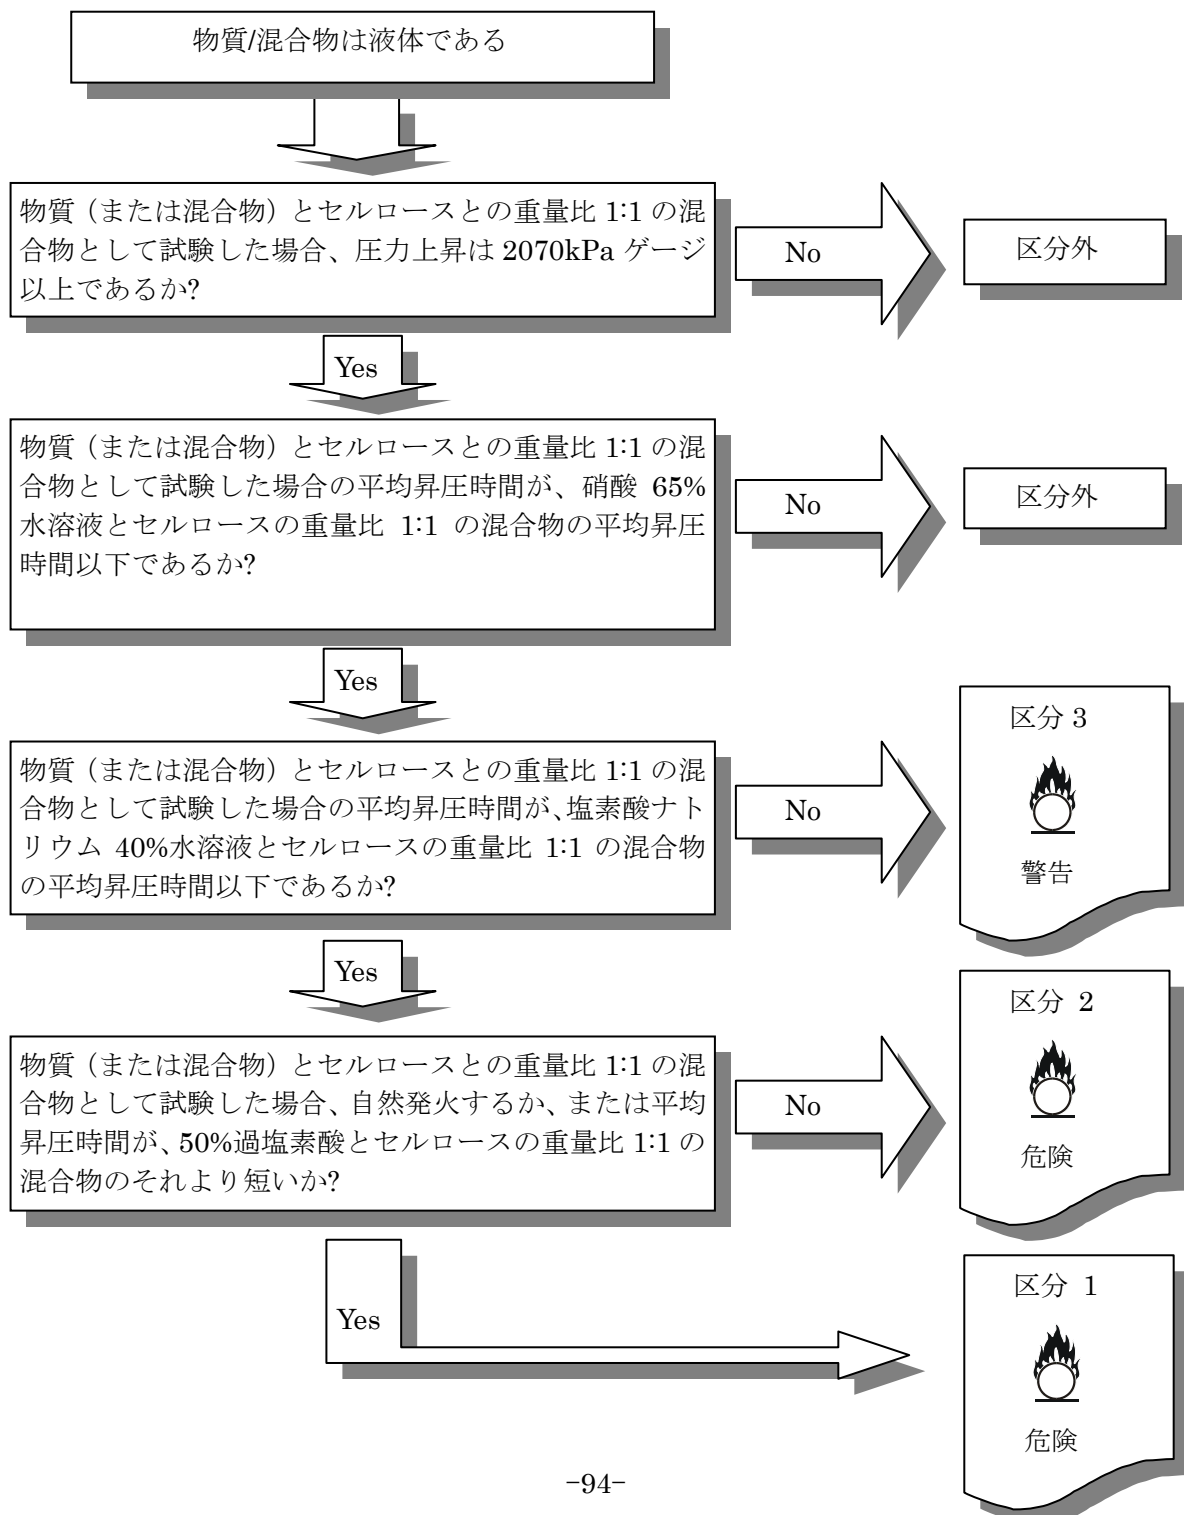 物質/混合物は液体である
物質（または混合物）とセルロースとの重量比 1:1 の混
合物として試験した場合、圧力上昇は 2070kPa ゲージ
以上であるか?
No
区分外
Yes
物質（または混合物）とセルロースとの重量比 1:1 の混
合物として試験した場合の平均昇圧時間が、硝酸 65%
水溶液とセルロースの重量比 1:1 の混合物の平均昇圧
時間以下であるか?
No
区分外
Yes
物質（または混合物）とセルロースとの重量比 1:1 の混
合物として試験した場合の平均昇圧時間が、塩素酸ナト
リウム 40%水溶液とセルロースの重量比 1:1 の混合物
の平均昇圧時間以下であるか?
No
区分 3
警告
Yes
物質（または混合物）とセルロースとの重量比 1:1 の混
合物として試験した場合、自然発火するか、または平均
昇圧時間が、50%過塩素酸とセルロースの重量比 1:1 の
混合物のそれより短いか?
No
区分 2
危険
Yes
区分 1
危険
-94-